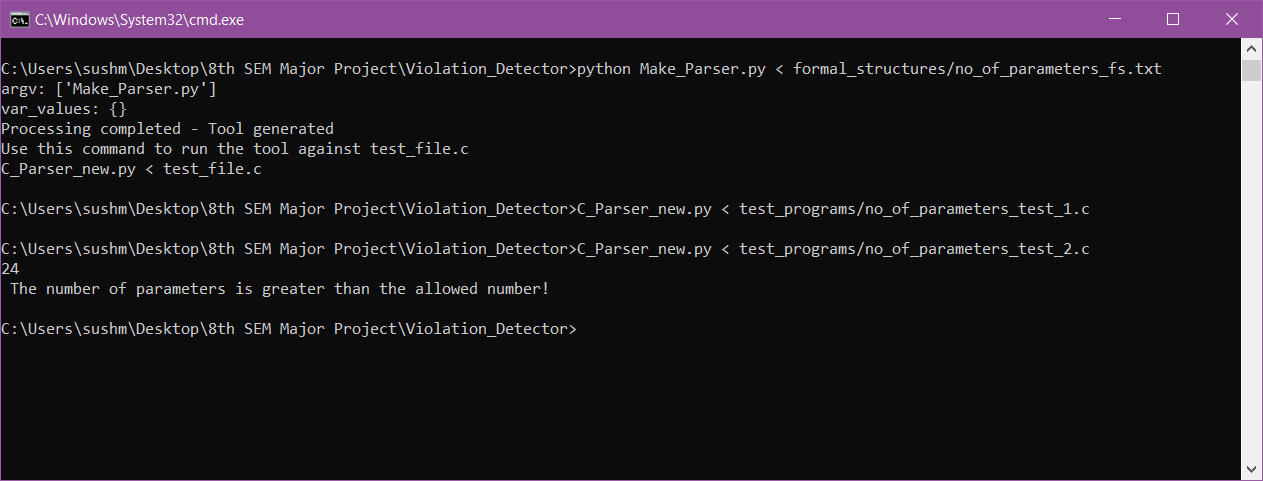 C:\Windows\System32\cmd.exe
C:\Users\sushm\Desktop\8th SEM Major Project\Violation_Detector>python Make_Parser.py < formal_structures/no_of_parameters_fs.txt
argv: ['Make_Parser.py']
var_values: {}
Processing completed - Tool generated
Use this command to run the tool against test_file.c
C_Parser_new.py < test_file.c
C:\Users\sushm\Desktop\8th SEM Major Project\Violation_Detector>C_Parser_new.py < test_programs/no_of_parameters_test_1.c
C:\Users\sushm\Desktop\8th SEM Major Project\Violation_Detector>C_Parser_new.py < test_programs/no_of_parameters_test_2.c
24
The number of parameters is greater than the allowed number!
C:\Users\sushm\Desktop\8th SEM Major Project\Violation_Detector>